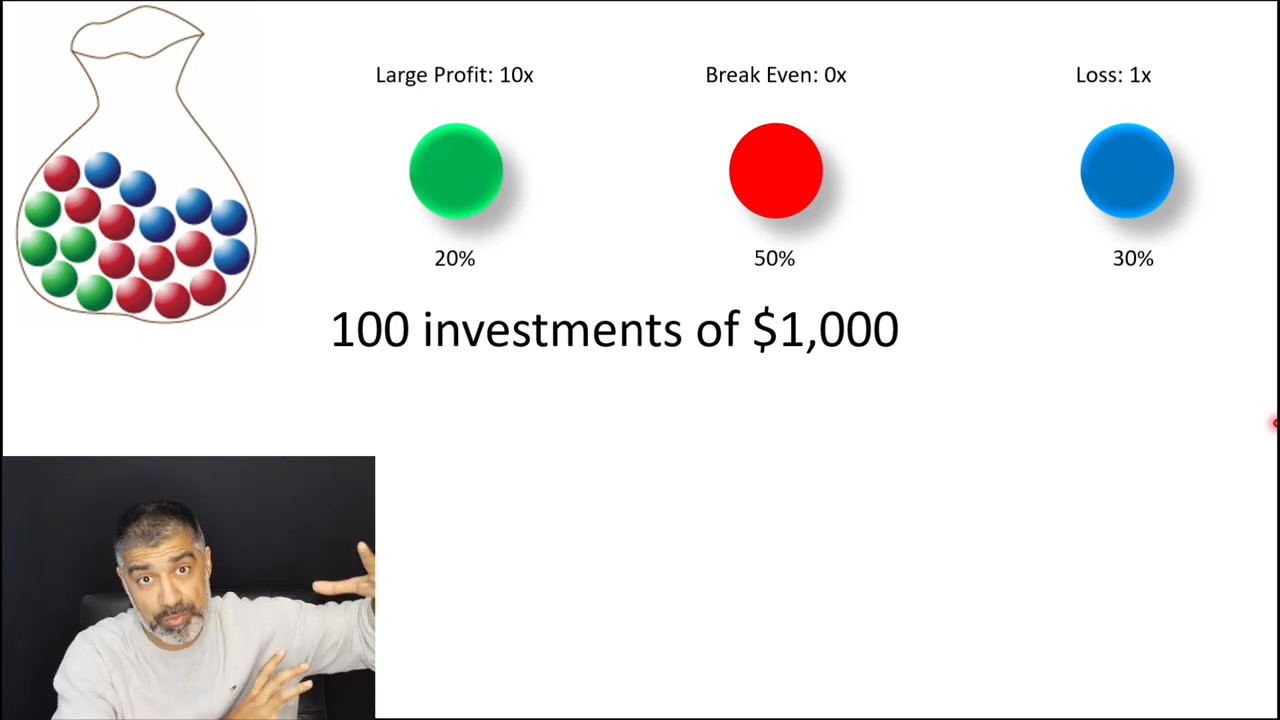 Large Profit: 10x
Break Even: 0x
Loss: 1x
20%
50%
30%
100 investments of $1,000